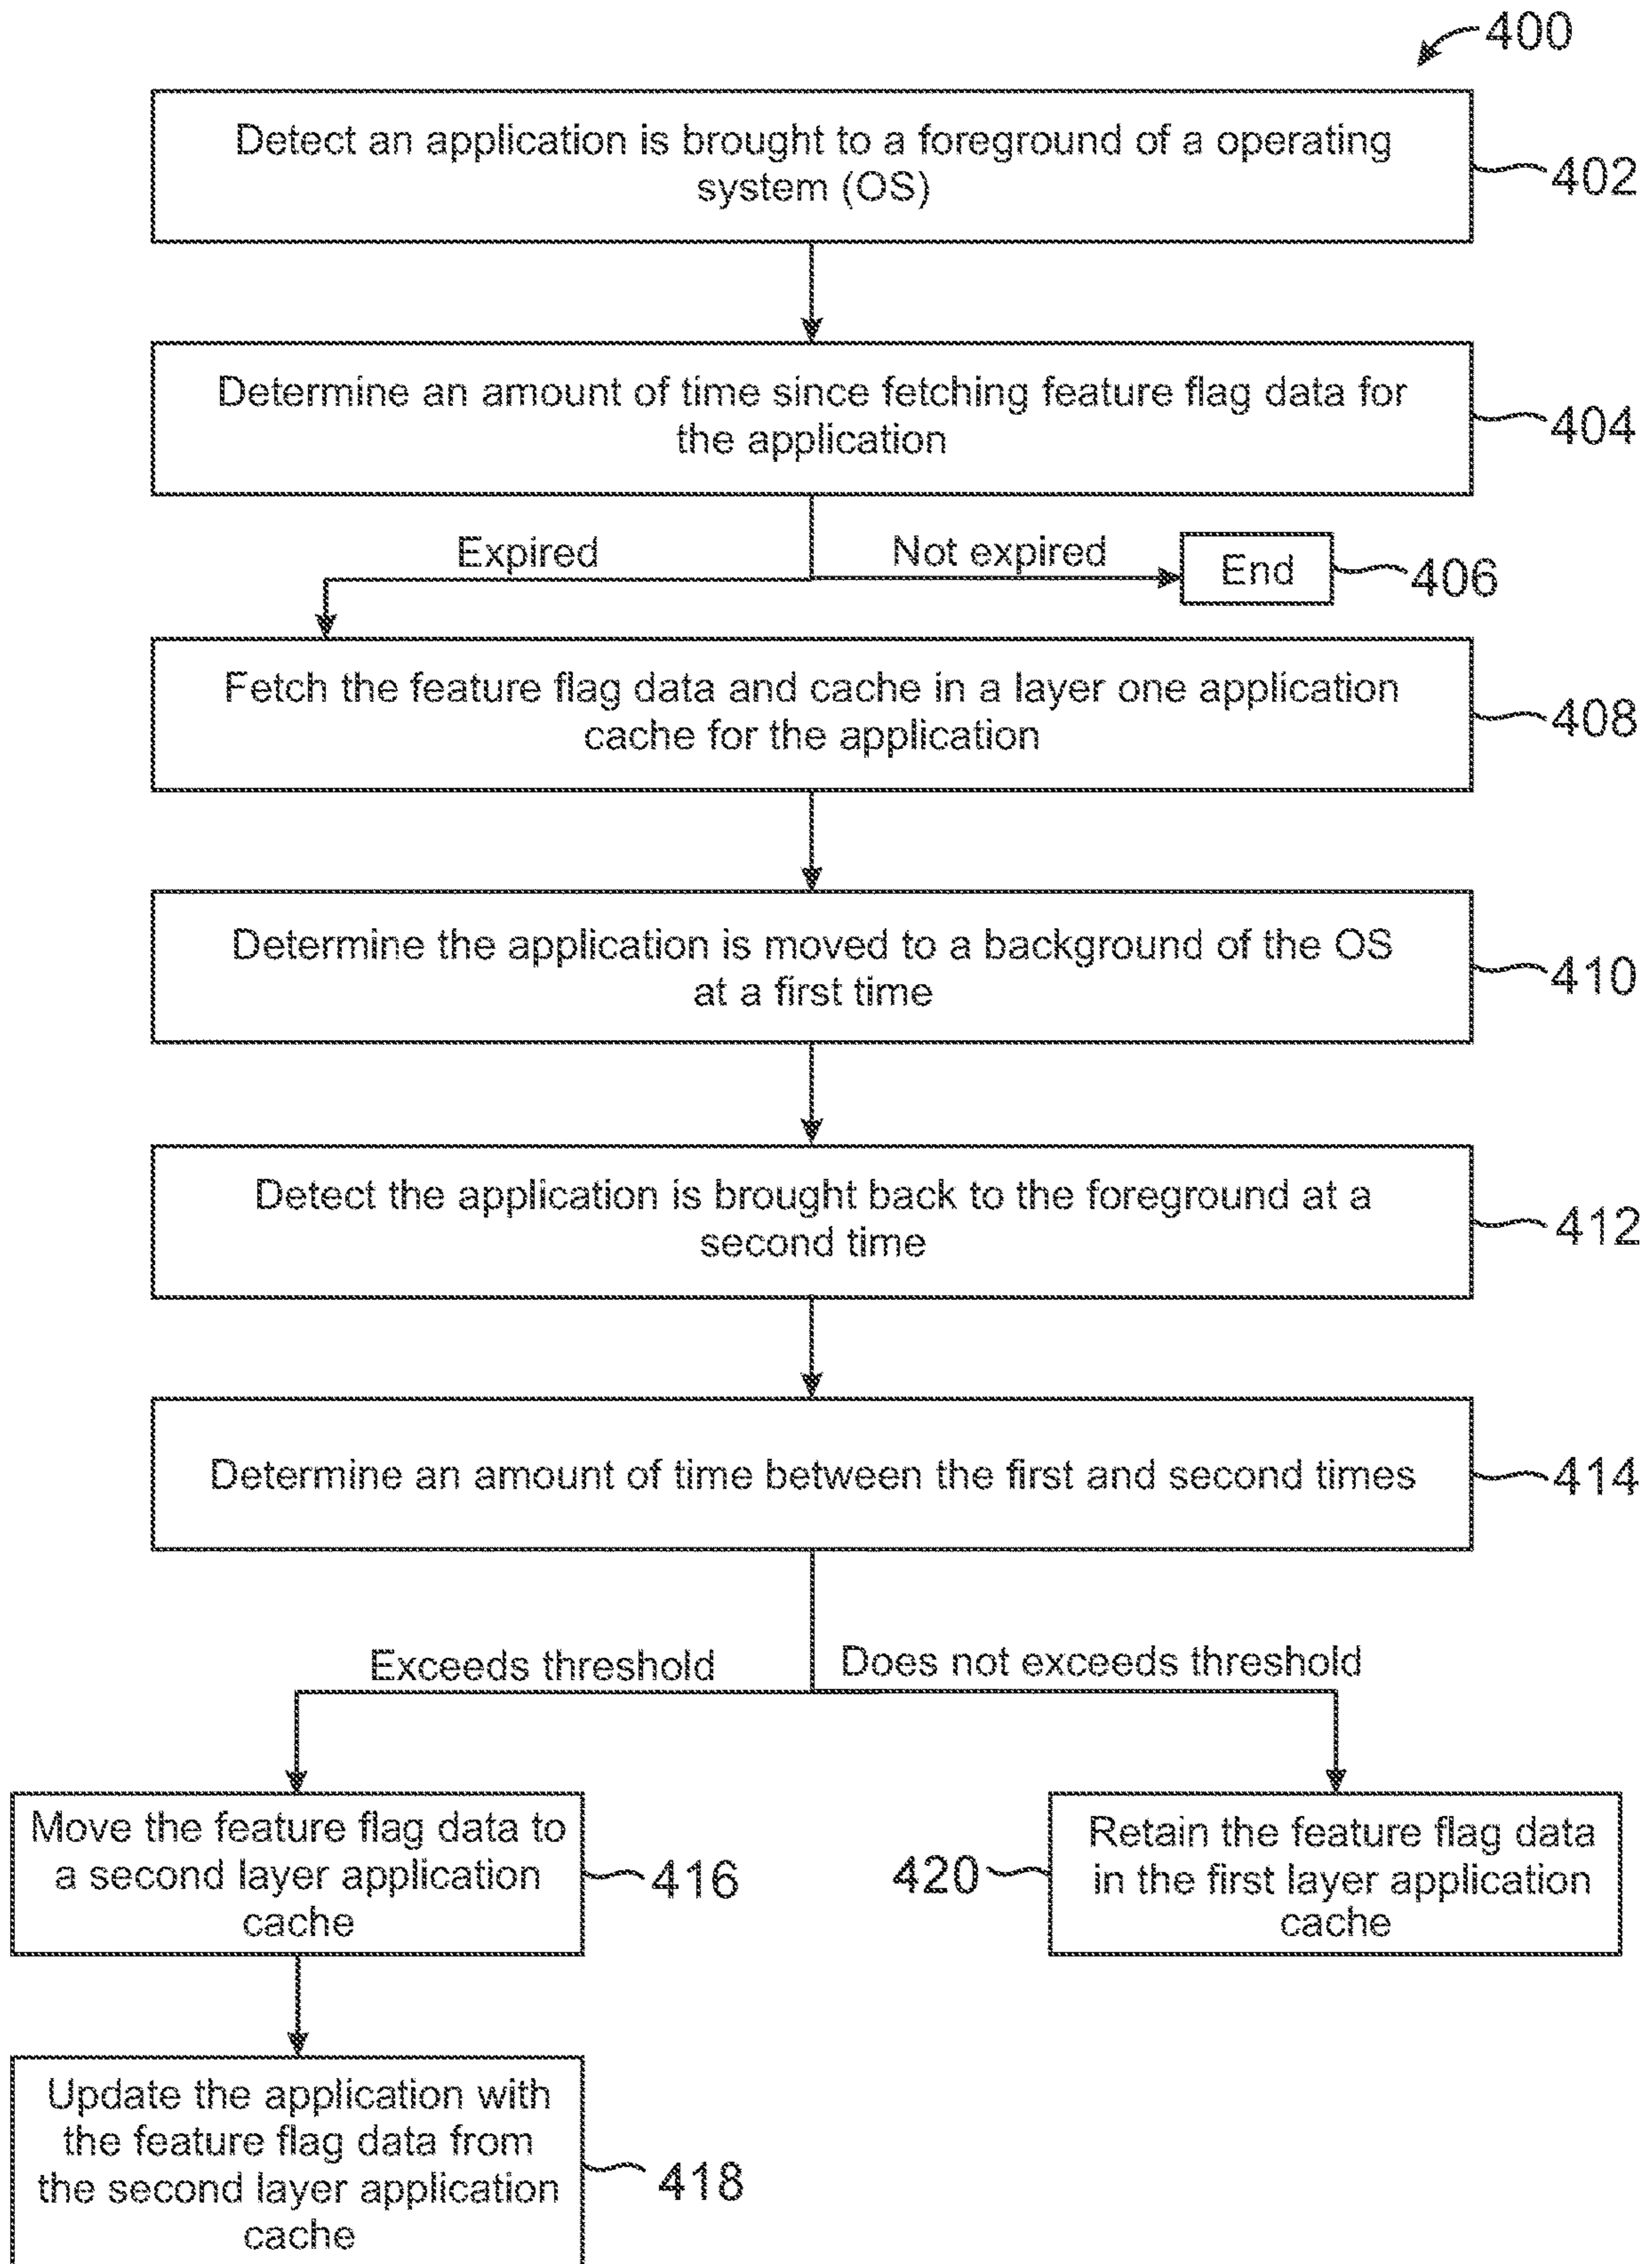 400
Detect an application is brought to a foreground of a operating
system (OS)
402
Determine an amount of time since fetching feature flag data for
the application
404
Expired
Not expired
End
406
Fetch the feature flag data and cache in a layer one application
cache for the application
408
Determine the application is moved to a background of the OS
at a first time
410
Detect the application is brought back to the foreground at a
second time
412
Determine an amount of time between the first and second times
414
Exceeds threshold
Does not exceeds threshold
Move the feature flag data to
a second layer application
cache
416
420
Retain the feature flag data
in the first layer application
cache
Update the application with
the feature flag data from
the second layer application
cache
418